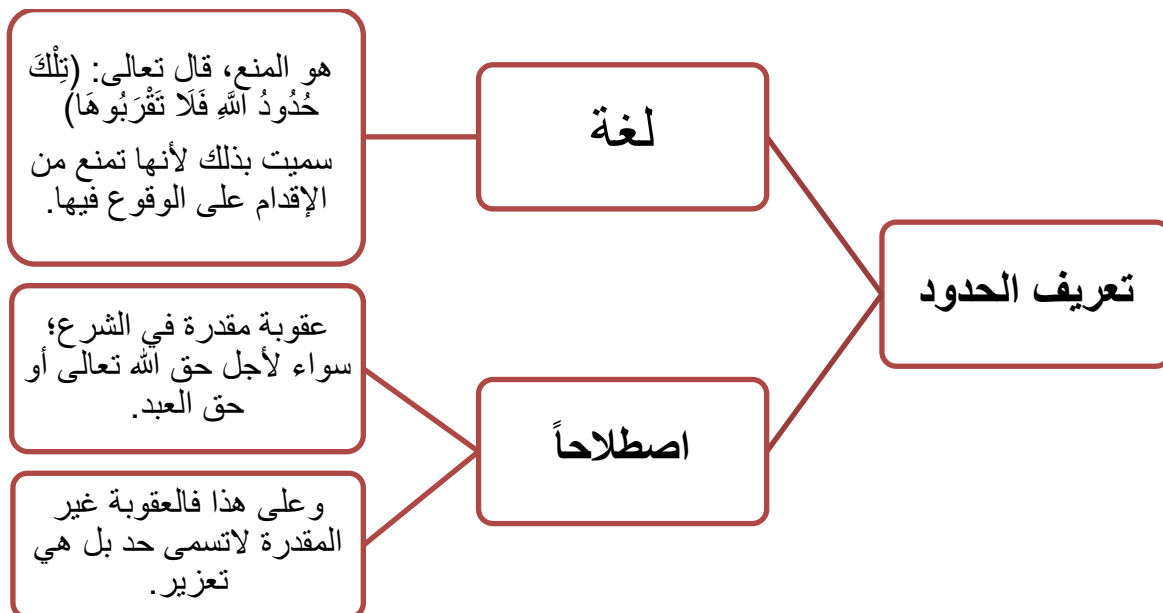 تعريف الحدود
لغة
هو المنع، قال تعالى: (تِلْكَ
حُدُودُ اللَّهِ فَلَا تَقْرَبُوهَا)
سميت بذلك لأنها تمنع من
الإقدام على الوقوع فيها.
اصطلاحاً
عقوبة مقدرة في الشرع؛
سواء لأجل حق الله تعالى أو
حق العبد.
وعلى هذا فالعقوبة غير
المقدرة لاتسمى حد بل هي
تعزير.